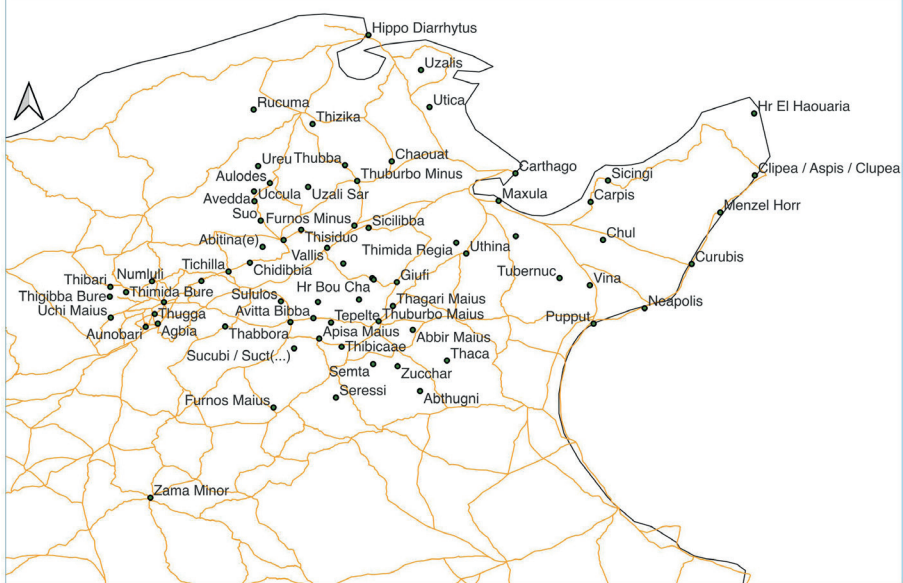 Hippo Diarrhytus
Uzalis
Rucuma
Utica
Hr El Haouaria
Thizika
Ureu
Thubba
Chaouat
Carthago
Clipea / Aspis / Clupea
Aulodes
Thuburbo Minus
Sicingi
Avedda
Uccula
Uzali Sar
Maxula
Carpis
Menzel Horr
Suo
Furnos Minus
Sicilibba
Abitina(e)
Thisiduo
Thimida Regia
Uthina
Chul
Vallis
Tichilla
Chidibbia
Curubis
Thibari
Numluli
Giufi
Tubernuc
Vina
Thigibba Bure
Thimida Bure
Sululos
Hr Bou Cha
Thagari Maius
Neapolis
Uchi Maius
Thugga
Avitta Bibba
Tepelte
Thuburbo Maius
Pupput
Aunobari
Agbia
Thabbora
Apisa Maius
Abbir Maius
Sucubi / Suct(...)
Thibicaae
Thaca
Semta
Zucchar
Furnos Maius
Seressi
Abthugni
Zama Minor